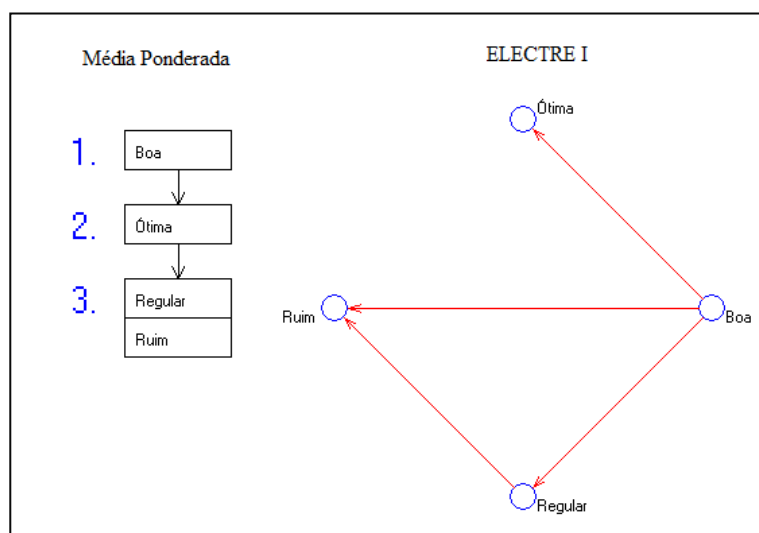 Média Ponderada
ELECTRE I
1. Boa
2. Ótima
3. Regular
Ruim
Ótima
Ruim
Boa
Regular